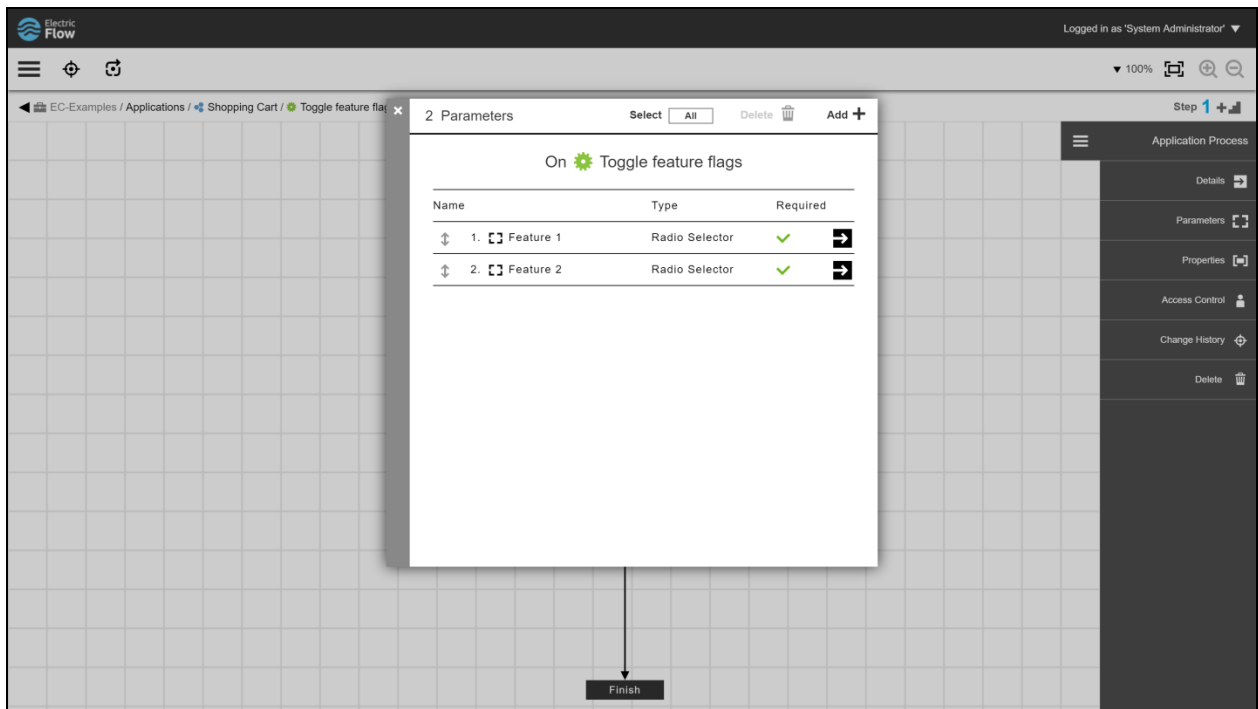 Electric
Flow
Logged in as 'System Administrator'
100%
EC-Examples / Applications / Shopping Cart / Toggle feature
Step 1
2 Parameters Select All Delete Add
On Toggle feature flags
Name Type Required
1. Feature 1 Radio Selector
2. Feature 2 Radio Selector
Application Process
Details
Parameters
Properties
Access Control
Change History
Delete
Finish